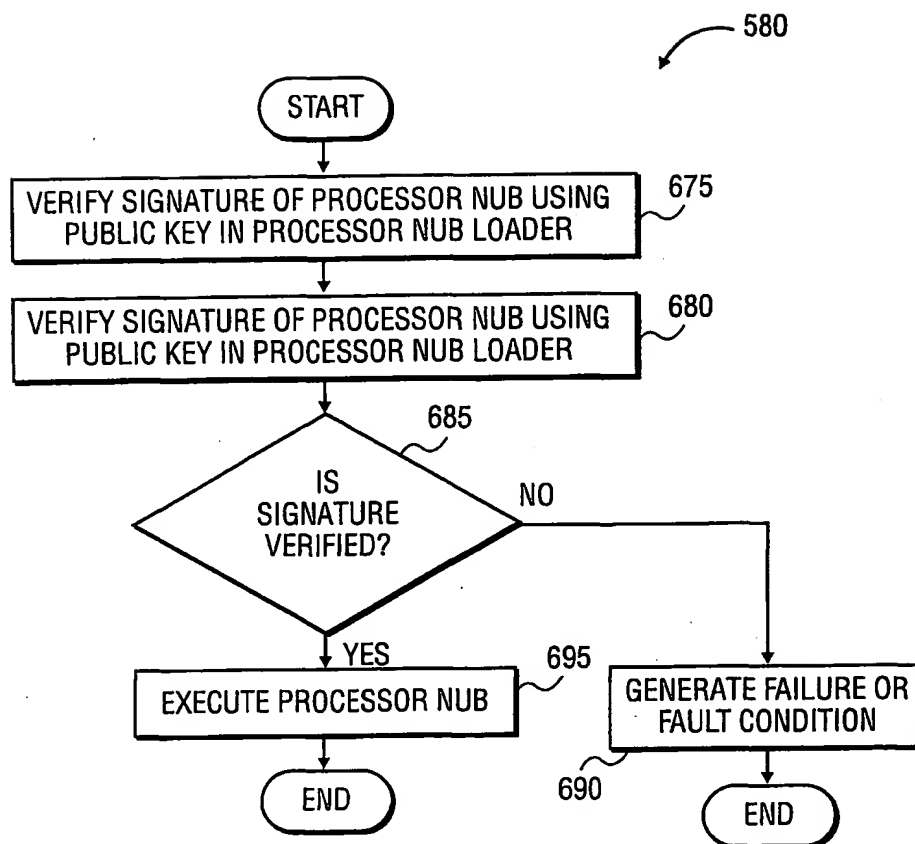 580
START
VERIFY SIGNATURE OF PROCESSOR NUB USING
PUBLIC KEY IN PROCESSOR NUB LOADER
675
VERIFY SIGNATURE OF PROCESSOR NUB USING
PUBLIC KEY IN PROCESSOR NUB LOADER
680
685
IS
SIGNATURE
VERIFIED?
NO
YES
EXECUTE PROCESSOR NUB
695
GENERATE FAILURE OR
FAULT CONDITION
690
END
END